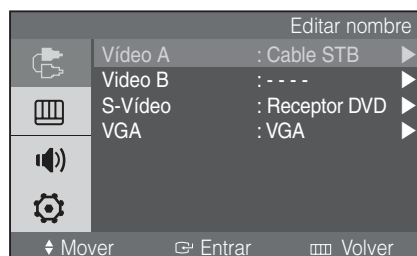 Editar nombre
Vídeo A : Cable STB
Video B : - - - -
S-Vídeo : Receptor DVD
VGA : VGA
Mover Entrar Volver